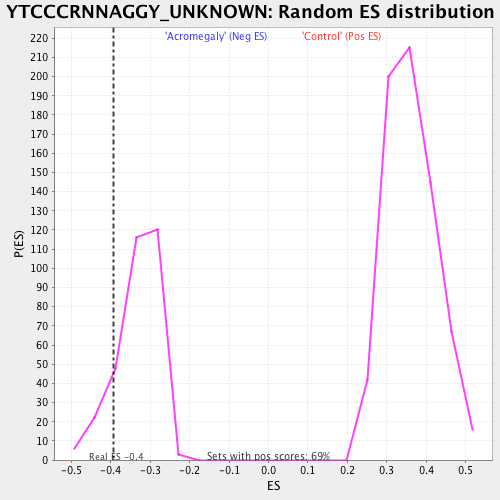 YTCCCRNNAGGY_UNKNOWN: Random ES distribution
'Acromegaly' (Neg ES)
'Control' (Pos ES)
220
210
200
190
180
170
160
150
140
130
120
110
100
90
80
70
60
50
40
30
20
10
0
P(ES)
Real ES -0.4
Sets with pos scores: 69%
-0.5 -0.4 -0.3 -0.2 -0.1 0.0 0.1 0.2 0.3 0.4 0.5
ES